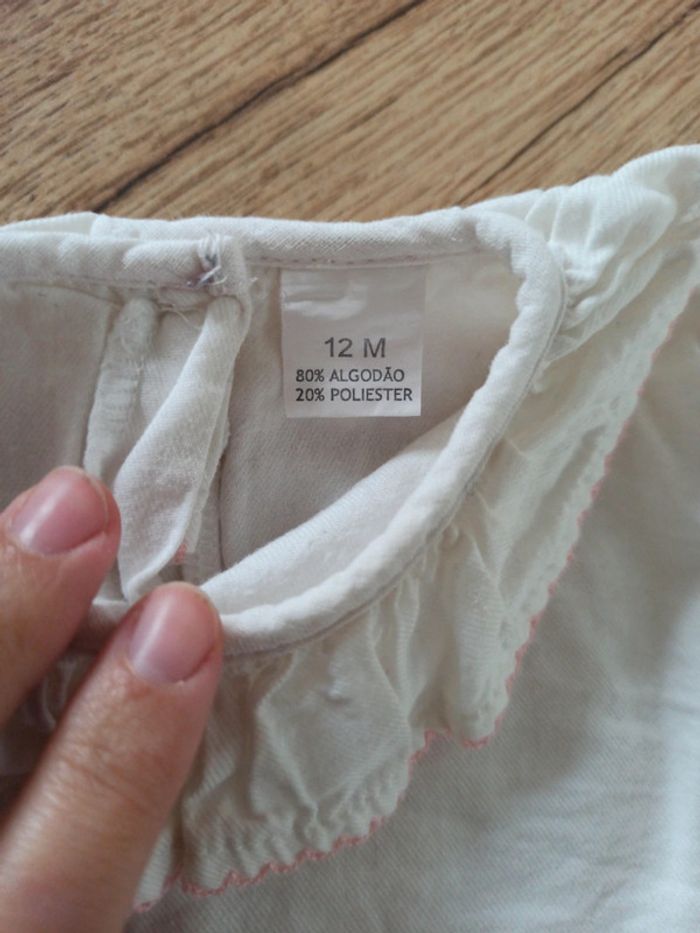 12 M
80% ALGODÃO
20% POLIESTER